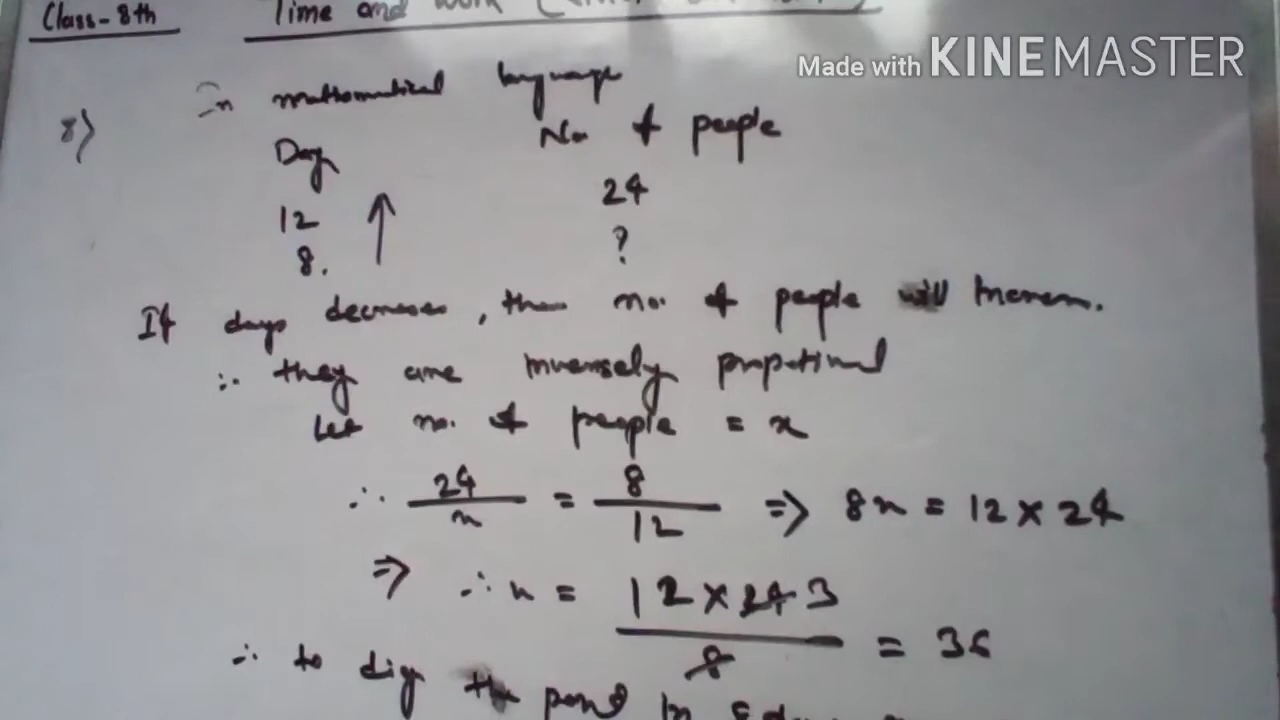 Class-8th Time and work
Made with KINEMASTER
8) In mathematical language
Day No. of people
12 24
8. ?
If days decreases, then no. of people will increase.
∴ they are inversely proportional
Let no. of people = x
∴ 24/x = 8/12 ⇒ 8x = 12 × 24
⇒ ∴ x = 12 × 24 3 / 8 = 36
∴ to dig the pond in 8 days